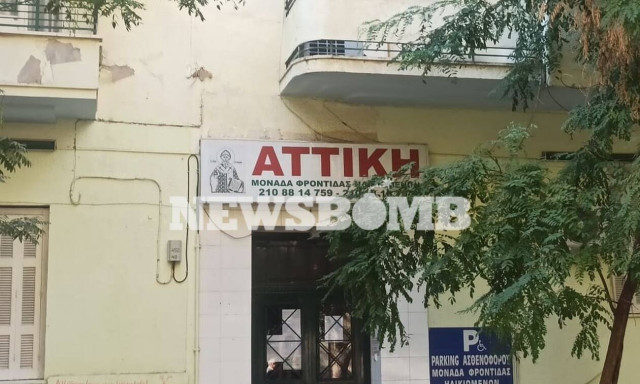 ΑΤΤΙΚΗ
ΜΟΝΑΔΑ ΦΡΟΝΤΙΔΑΣ
210 88 14 759 -
NEWSBOMB
P
PARKING ΑΣΘΕΝΟΦΟΡΟΥ
ΜΟΝΑΔΑ ΦΡΟΝΤΙΔΑΣ
ΗΛΙΚΙΩΜΕΝΩΝ